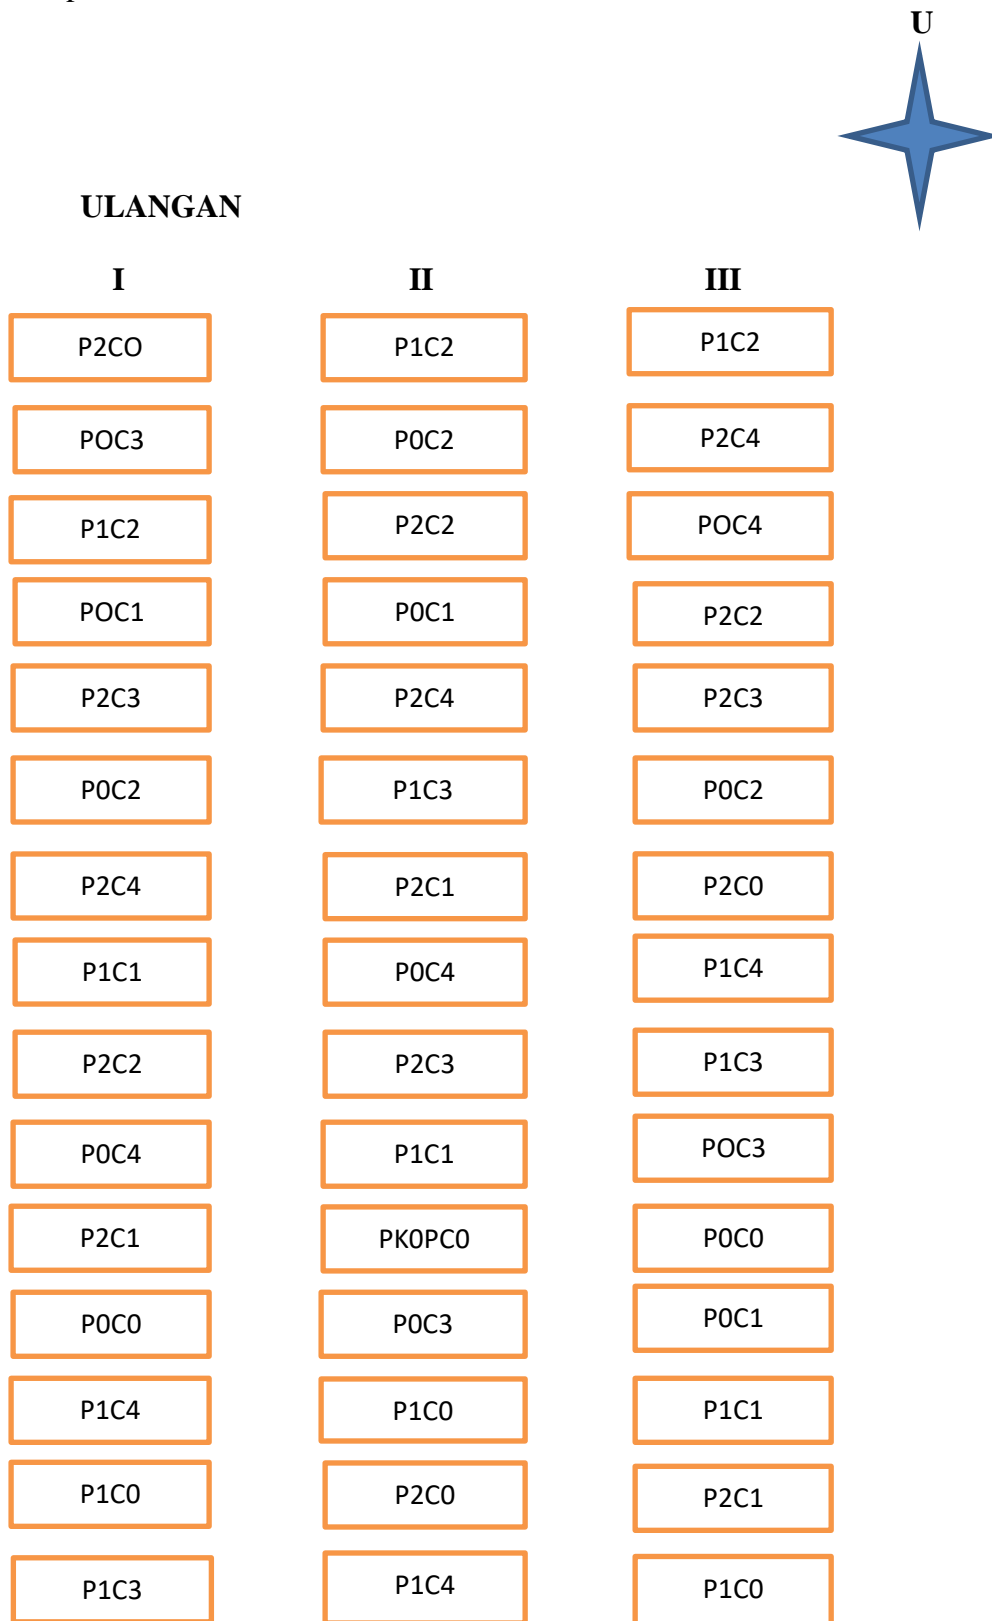 U
ULANGAN
I II III
P2CO P1C2 P1C2
POC3 P0C2 P2C4
P1C2 P2C2 POC4
POC1 P0C1 P2C2
P2C3 P2C4 P2C3
P0C2 P1C3 P0C2
P2C4 P2C1 P2C0
P1C1 P0C4 P1C4
P2C2 P2C3 P1C3
P0C4 P1C1 POC3
P2C1 PK0PC0 P0C0
P0C0 P0C3 P0C1
P1C4 P1C0 P1C1
P1C0 P2C0 P2C1
P1C3 P1C4 P1C0